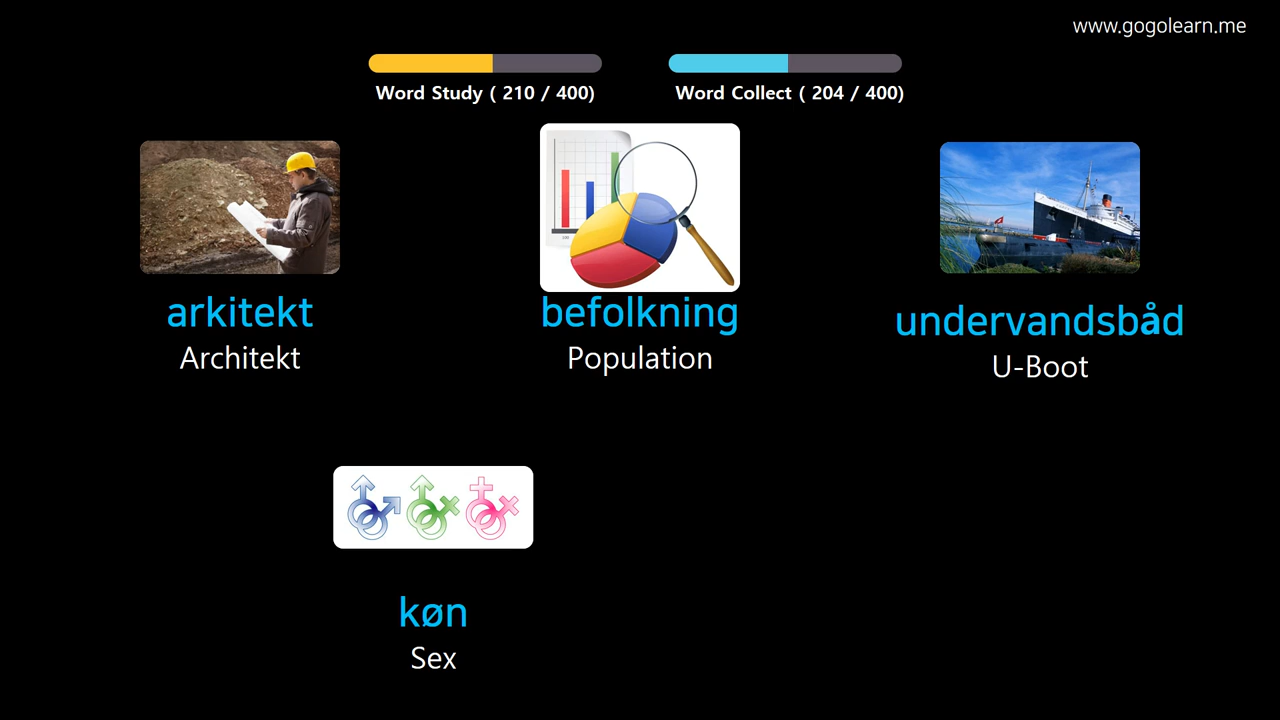 www.gogolearn.me
Word Study ( 210 / 400)
Word Collect ( 204 / 400)
arkitekt
Architekt
befolkning
Population
undervandsbåd
U-Boot
køn
Sex